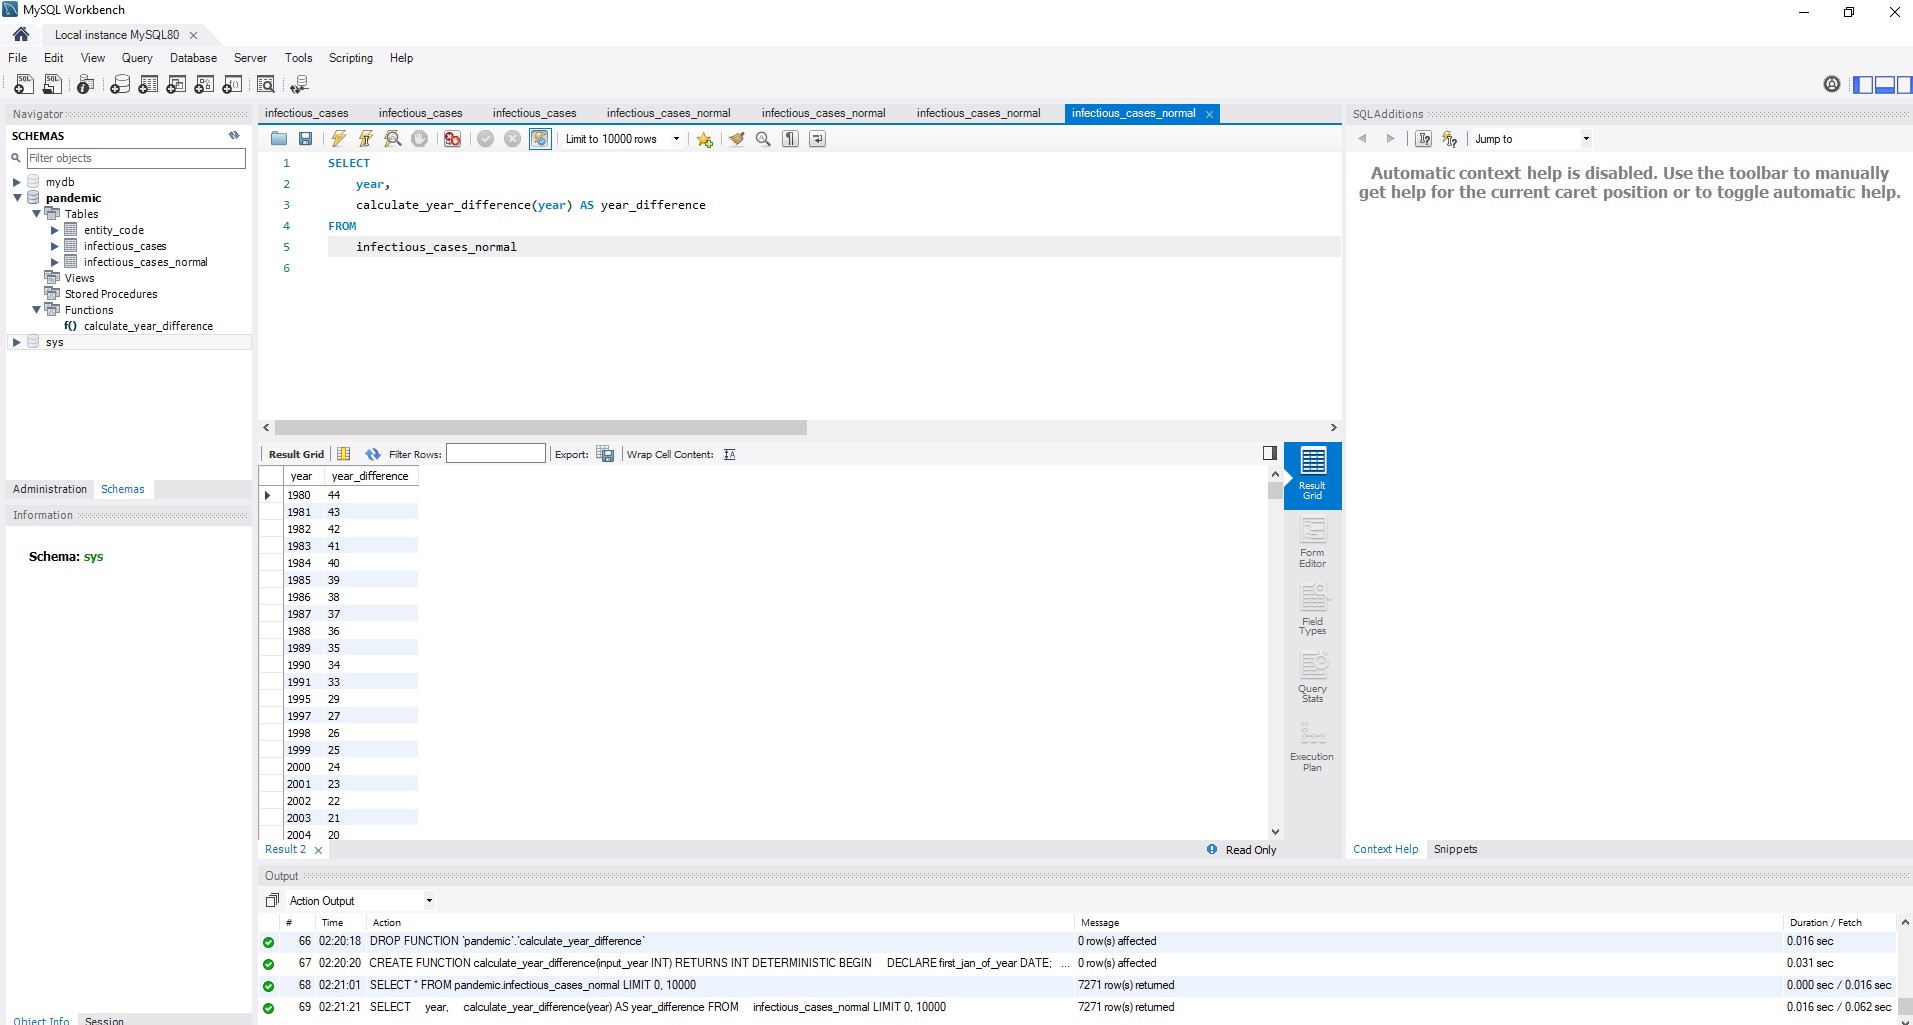 MySQL Workbench
Local instance MySQL80
File Edit View Query Database Server Tools Scripting Help
Navigator
SCHEMAS
Filter objects
mydb
pandemic
Tables
entity_code
infectious_cases
infectious_cases_normal
Views
Stored Procedures
Functions
f() calculate_year_difference
sys
Administration Schemas
Information
Schema: sys
Object Info Session
infectious_cases infectious_cases infectious_cases infectious_cases_normal infectious_cases_normal infectious_cases_normal infectious_cases_normal
Limit to 10000 rows
1 SELECT
2 year,
3 calculate_year_difference(year) AS year_difference
4 FROM
5 infectious_cases_normal
6
Result Grid Filter Rows: Export: Wrap Cell Content:
year year_difference
1980 44
1981 43
1982 42
1983 41
1984 40
1985 39
1986 38
1987 37
1988 36
1989 35
1990 34
1991 33
1995 29
1997 27
1998 26
1999 25
2000 24
2001 23
2002 22
2003 21
2004 20
Result Grid
Form Editor
Field Types
Query Stats
Execution Plan
Result 2
Read Only
SQLAdditions
Jump to
Automatic context help is disabled. Use the toolbar to manually
get help for the current caret position or to toggle automatic help.
Context Help Snippets
Output
Action Output
# Time Action Message Duration / Fetch
66 02:20:18 DROP FUNCTION `pandemic`.`calculate_year_difference` 0 row(s) affected 0.016 sec
67 02:20:20 CREATE FUNCTION calculate_year_difference(input_year INT) RETURNS INT DETERMINISTIC BEGIN DECLARE first_jan_of_year DATE; ... 0 row(s) affected 0.031 sec
68 02:21:01 SELECT * FROM pandemic.infectious_cases_normal LIMIT 0, 10000 7271 row(s) returned 0.000 sec / 0.016 sec
69 02:21:21 SELECT year, calculate_year_difference(year) AS year_difference FROM infectious_cases_normal LIMIT 0, 10000 7271 row(s) returned 0.016 sec / 0.062 sec